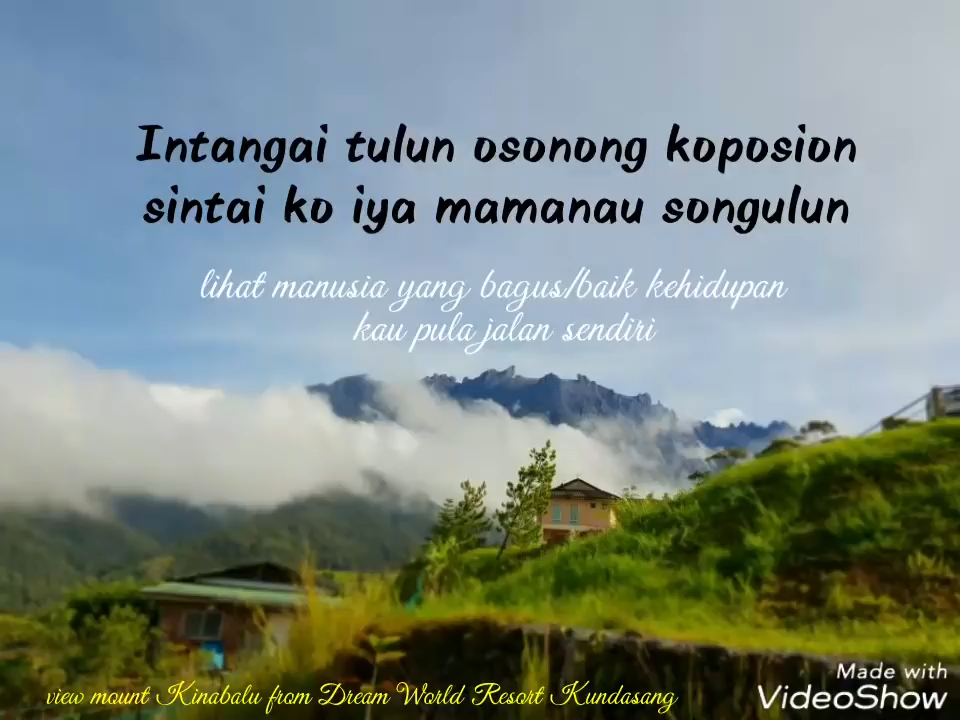 Intangai tulun osonong koposion
sintai ko iya mamanau songulun
lihat manusia yang bagus/baik kehidupan
kau pula jalan sendiri
view mount Kinabalu from Dream World Resort Kundasang
Made with
VideoShow